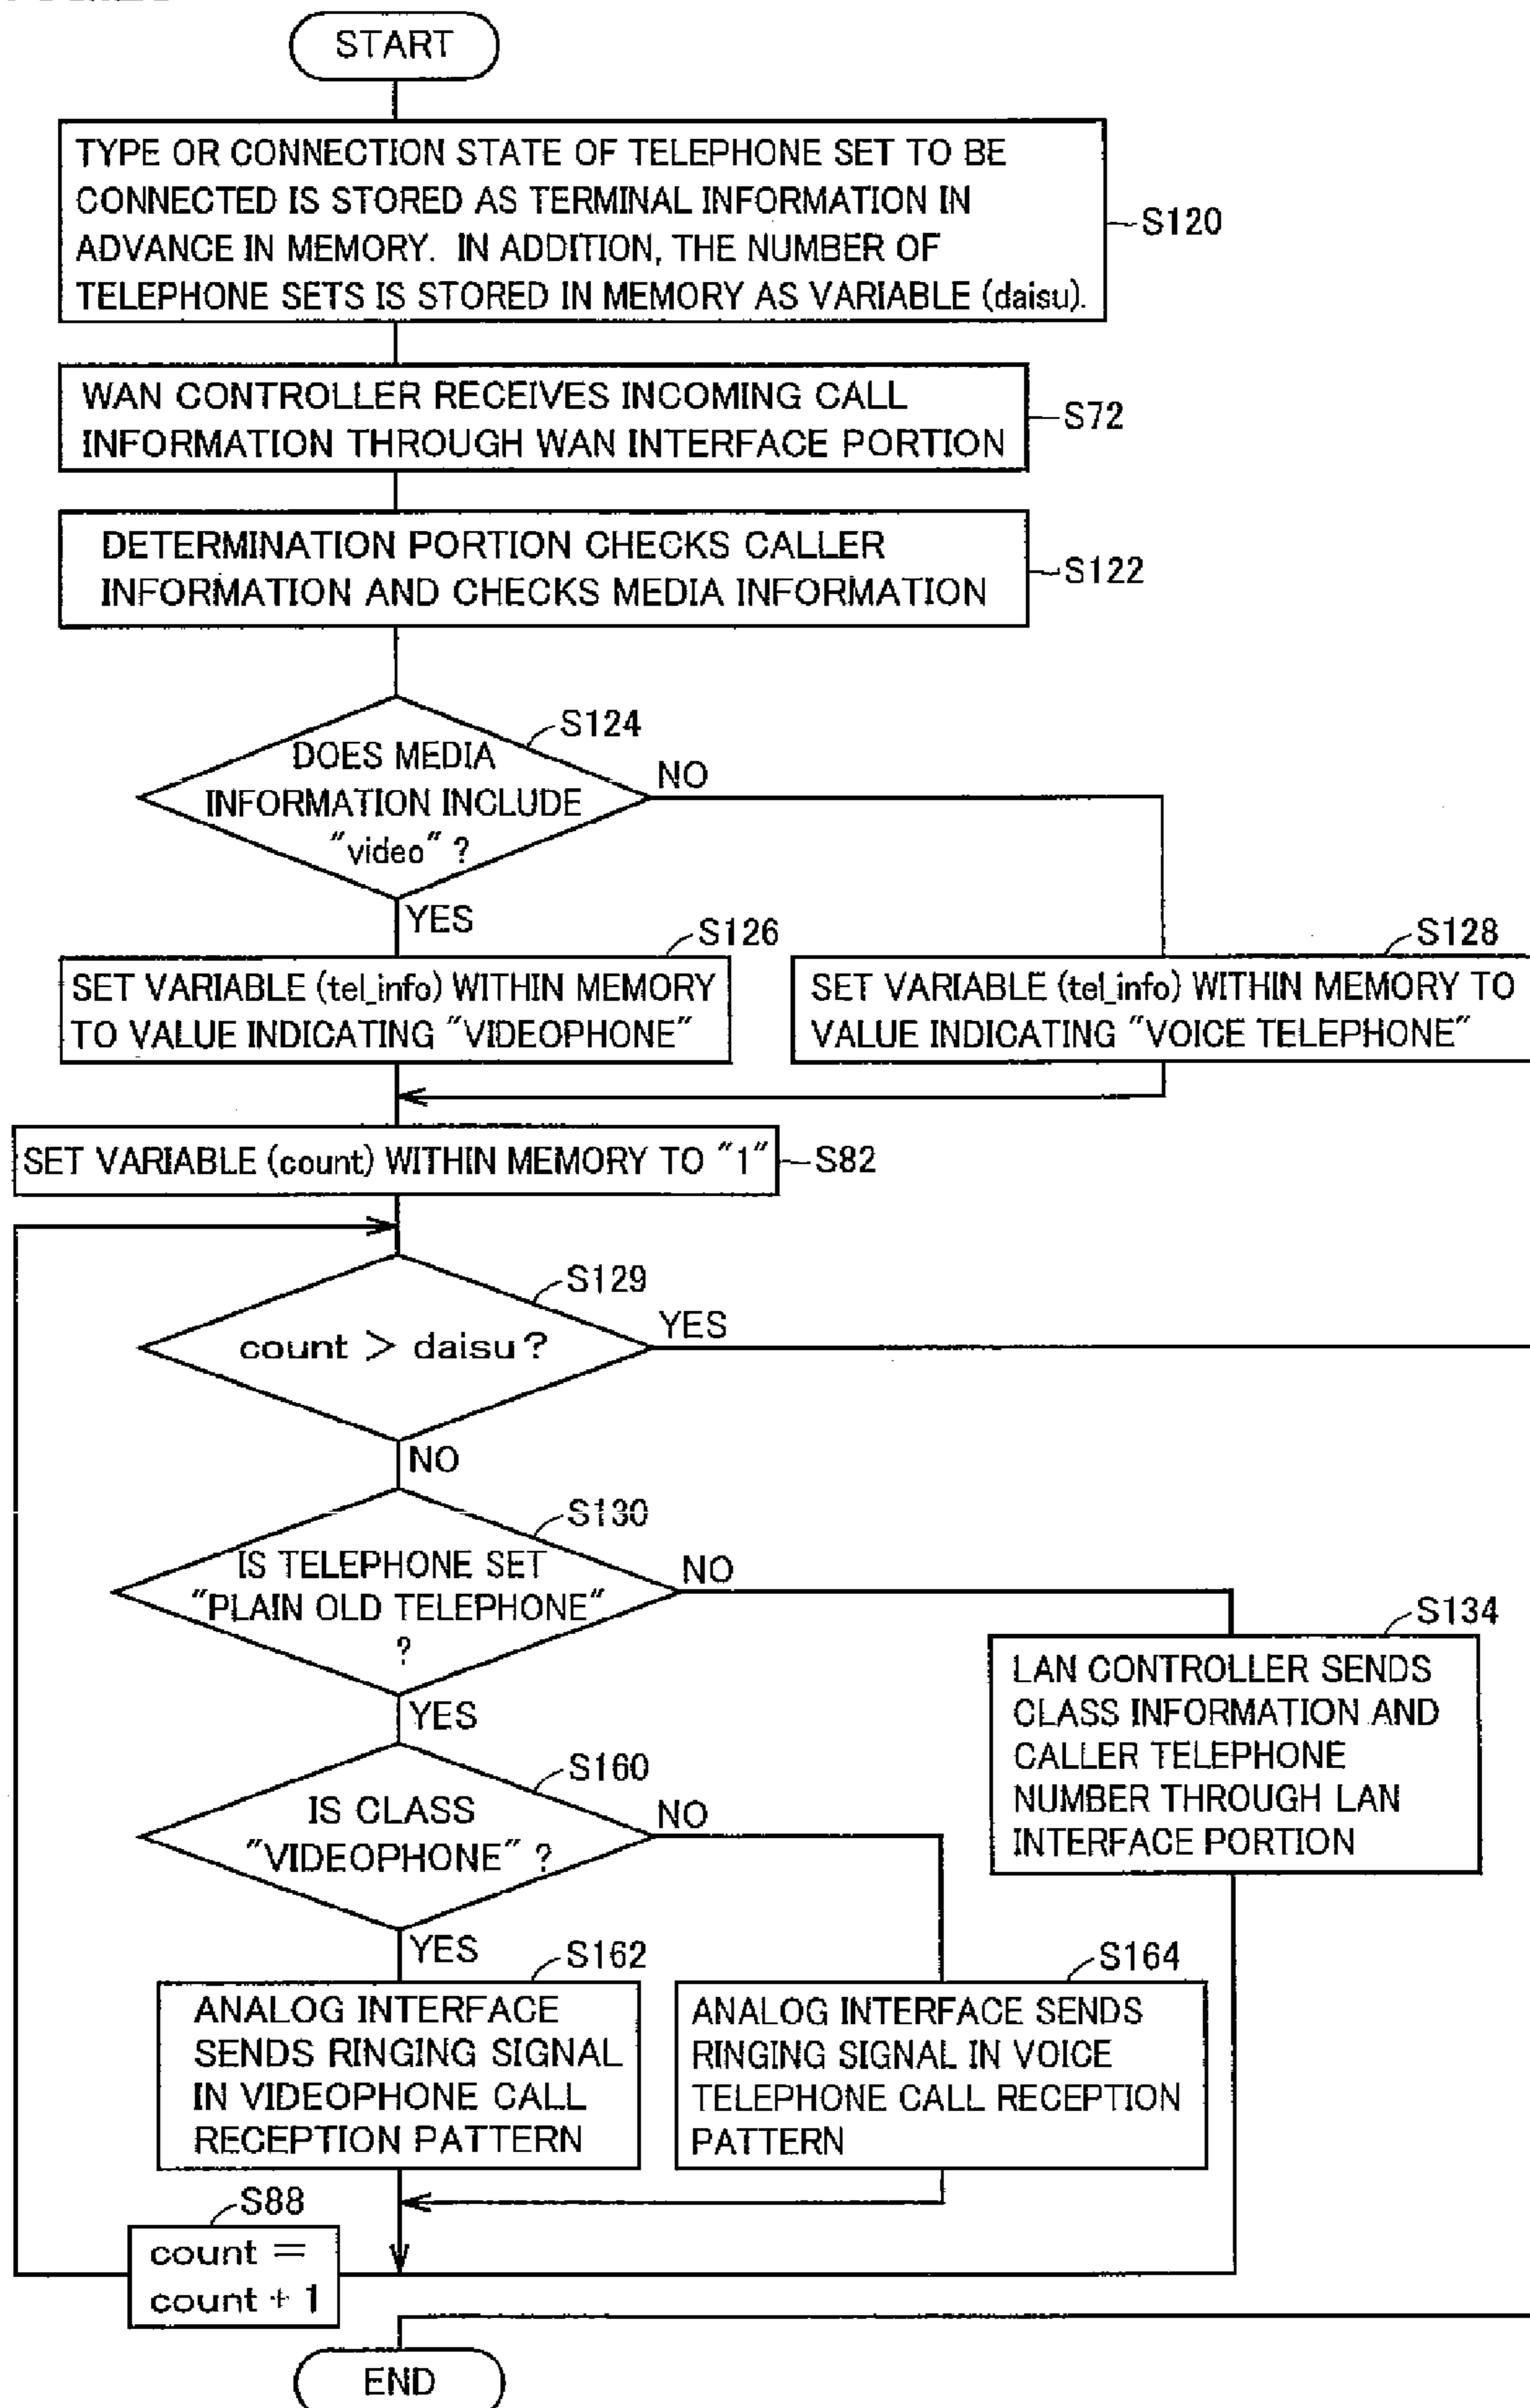 START
TYPE OR CONNECTION STATE OF TELEPHONE SET TO BE
CONNECTED IS STORED AS TERMINAL INFORMATION IN
ADVANCE IN MEMORY. IN ADDITION, THE NUMBER OF
TELEPHONE SETS IS STORED IN MEMORY AS VARIABLE (daisu).
S120
WAN CONTROLLER RECEIVES INCOMING CALL
INFORMATION THROUGH WAN INTERFACE PORTION
S72
DETERMINATION PORTION CHECKS CALLER
INFORMATION AND CHECKS MEDIA INFORMATION
S122
S124
DOES MEDIA
INFORMATION INCLUDE
"video" ?
NO
YES
S126
SET VARIABLE (tel_info) WITHIN MEMORY
TO VALUE INDICATING "VIDEOPHONE"
S128
SET VARIABLE (tel_info) WITHIN MEMORY TO
VALUE INDICATING "VOICE TELEPHONE"
SET VARIABLE (count) WITHIN MEMORY TO "1"
S82
S129
count > daisu ?
YES
NO
S130
IS TELEPHONE SET
"PLAIN OLD TELEPHONE"
?
NO
YES
S134
LAN CONTROLLER SENDS
CLASS INFORMATION AND
CALLER TELEPHONE
NUMBER THROUGH LAN
INTERFACE PORTION
S160
IS CLASS
"VIDEOPHONE" ?
NO
YES
S162
ANALOG INTERFACE
SENDS RINGING SIGNAL
IN VIDEOPHONE CALL
RECEPTION PATTERN
S164
ANALOG INTERFACE SENDS
RINGING SIGNAL IN VOICE
TELEPHONE CALL RECEPTION
PATTERN
S88
count =
count + 1
END